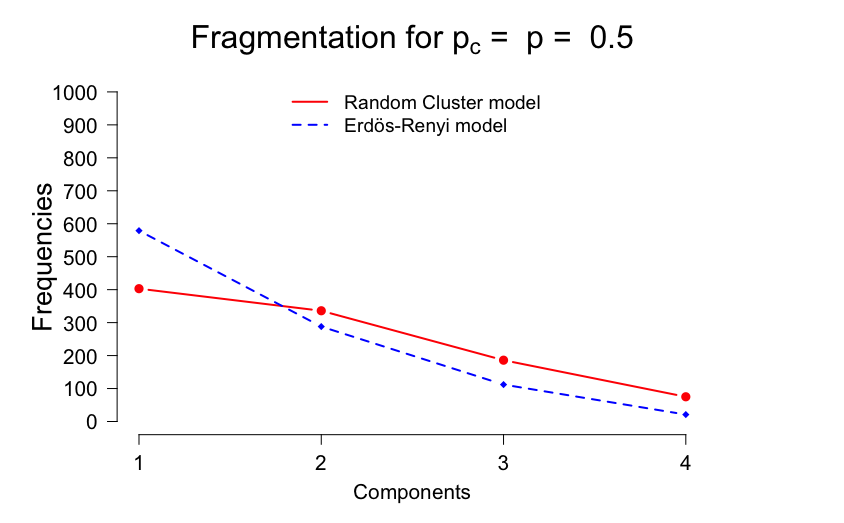 Fragmentation for pc = p = 0.5
1000
900
800
700
600
500
400
300
200
100
0
Frequencies
Random Cluster model
Erdös-Renyi model
1 2 3 4
Components